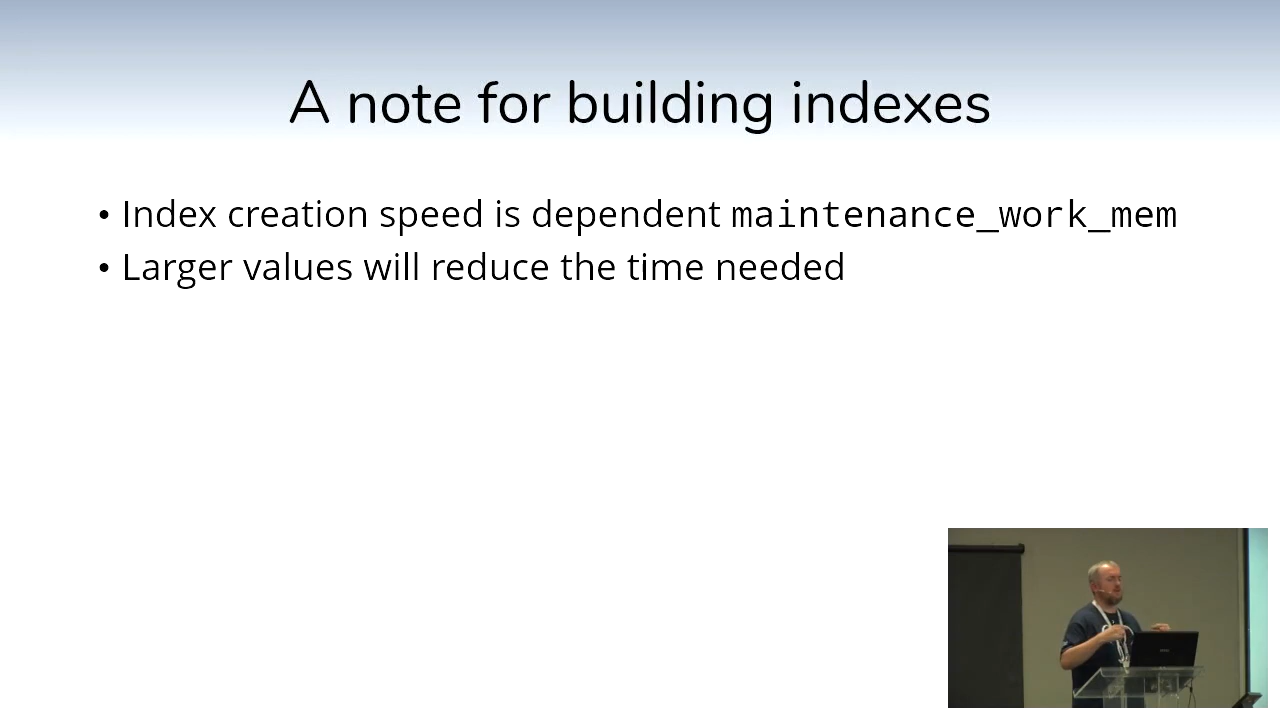 A note for building indexes
• Index creation speed is dependent maintenance_work_mem
• Larger values will reduce the time needed